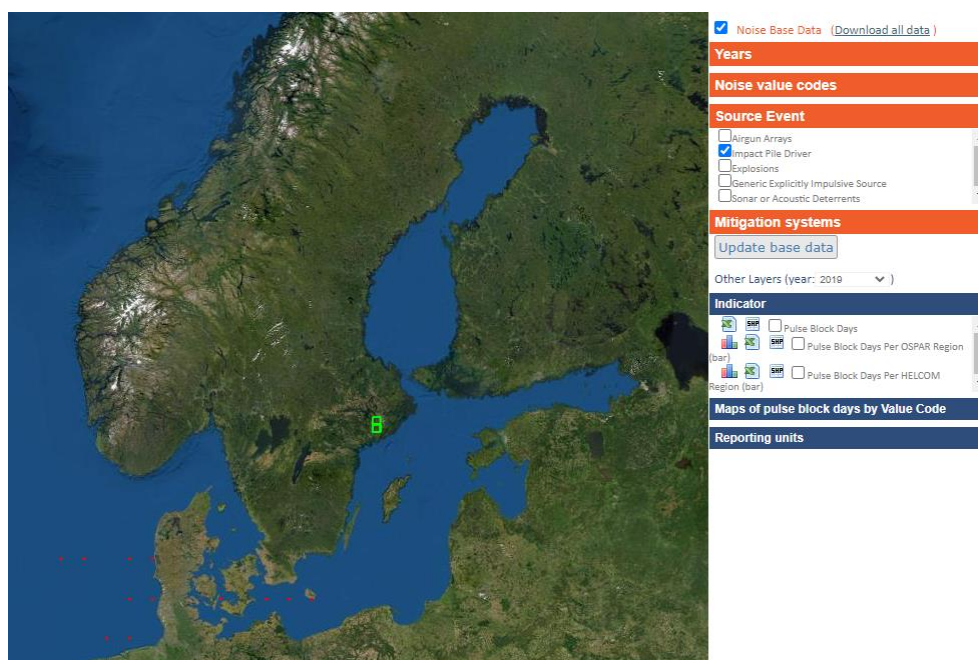 Noise Base Data (Download all data )
Years
Noise value codes
Source Event
Airgun Arrays
Impact Pile Driver
Explosions
Generic Explicitly Impulsive Source
Sonar or Acoustic Deterrents
Mitigation systems
Update base data
Other Layers (year: 2019 )
Indicator
SHP Pulse Block Days
SHP Pulse Block Days Per OSPAR Region
(bar)
SHP Pulse Block Days Per HELCOM
Region (bar)
Maps of pulse block days by Value Code
Reporting units